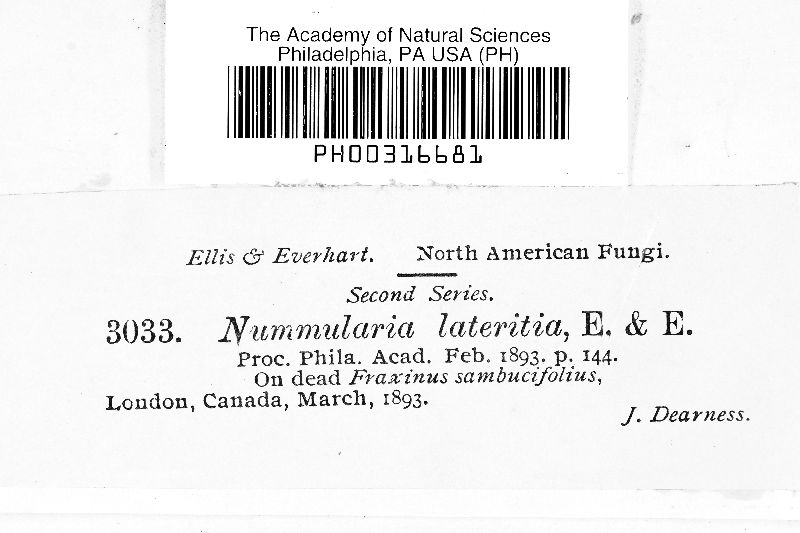 The Academy of Natural Sciences
Philadelphia, PA USA (PH)
PH00316681
Ellis & Everhart. North American Fungi.
Second Series.
3033. Nummularia lateritia, E. & E.
Proc. Phila. Acad. Feb. 1893. p. 144.
On dead Fraxinus sambucifolius,
London, Canada, March, 1893.
J. Dearness.